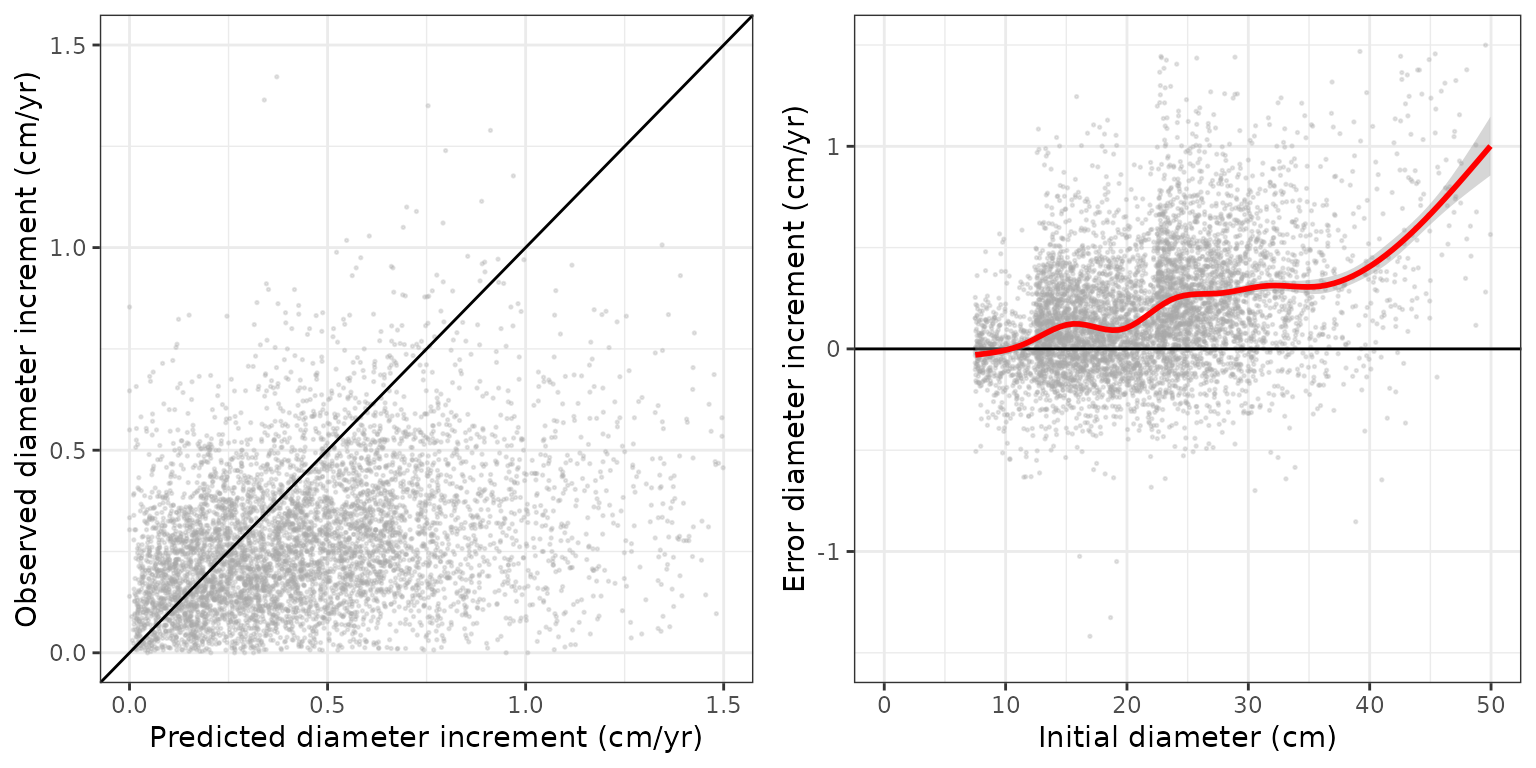 Observed diameter increment (cm/yr)
1.5
1.0
0.5
0.0
0.0 0.5 1.0 1.5
Predicted diameter increment (cm/yr)
Error diameter increment (cm/yr)
1
0
-1
0 10 20 30 40 50
Initial diameter (cm)